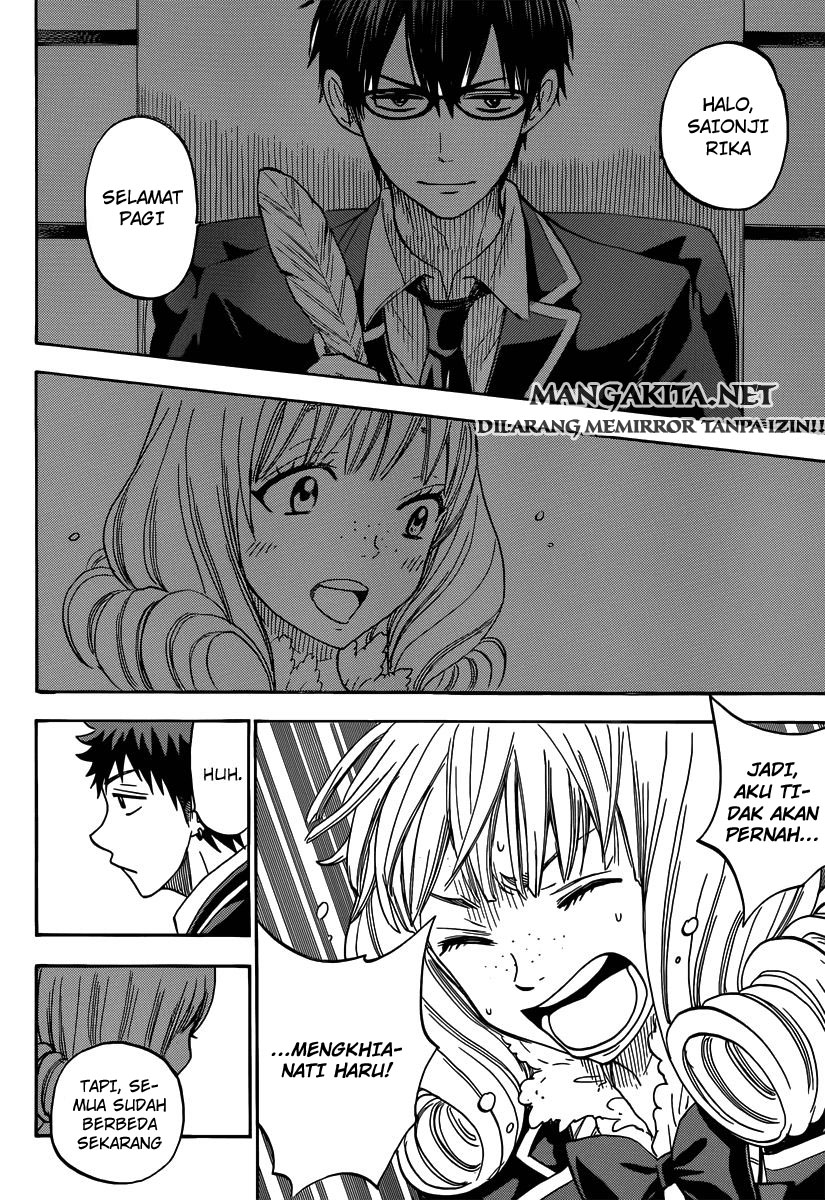 HALO,
SAIONJI
RIKA
SELAMAT
PAGI
MANGAKITA.NET
DILARANG MEMIRROR TANPA IZIN!!
JADI,
AKU TI-
DAK AKAN
PERNAH...
...MENGKHIA-
NATI HARU!
HUH.
TAPI, SE-
MUA SUDAH
BERBEDA
SEKARANG